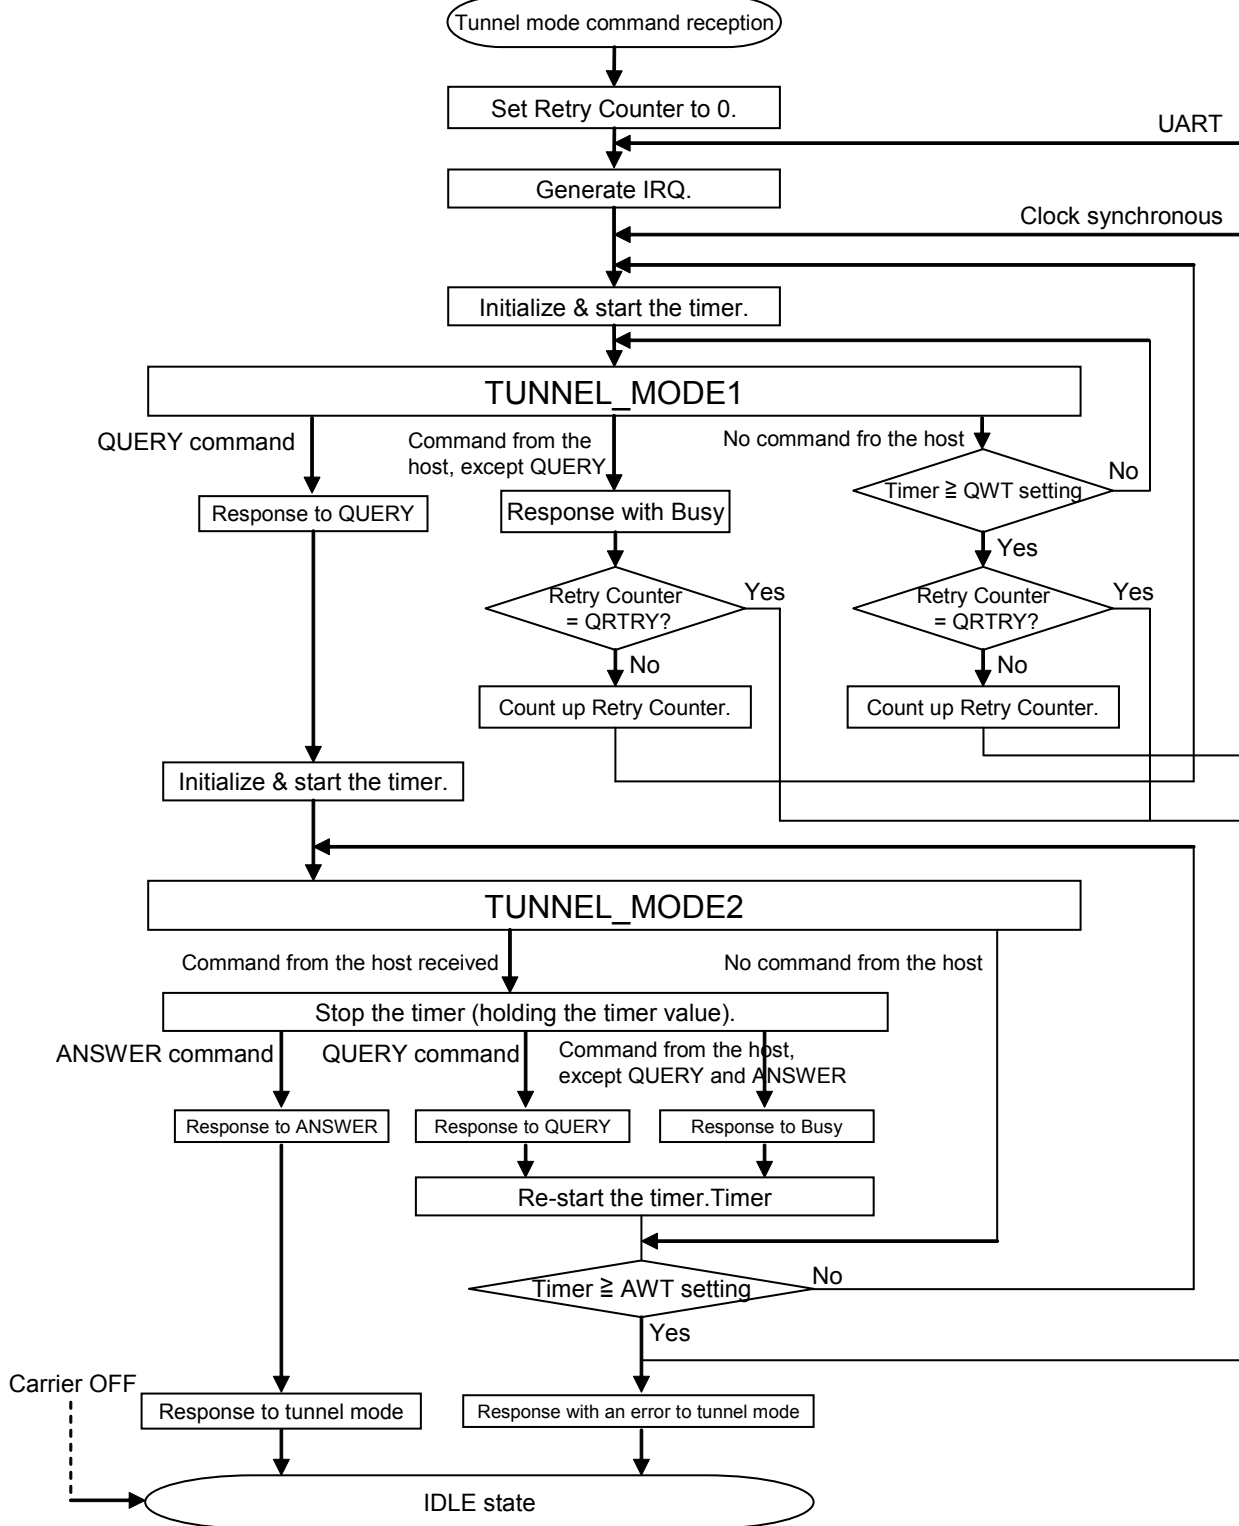 Tunnel mode command reception
Set Retry Counter to 0.
UART
Generate IRQ.
Clock synchronous
Initialize & start the timer.
TUNNEL_MODE1
QUERY command
Command from the
host, except QUERY
No command fro the host
Timer ≧ QWT setting
No
Response to QUERY
Response with Busy
Yes
Retry Counter
= QRTRY?
Yes
Retry Counter
= QRTRY?
Yes
No
No
Count up Retry Counter.
Count up Retry Counter.
Initialize & start the timer.
TUNNEL_MODE2
Command from the host received
No command from the host
Stop the timer (holding the timer value).
ANSWER command
QUERY command
Command from the host,
except QUERY and ANSWER
Response to ANSWER
Response to QUERY
Response to Busy
Re-start the timer.Timer
Timer ≧ AWT setting
No
Yes
Carrier OFF
Response to tunnel mode
Response with an error to tunnel mode
IDLE state